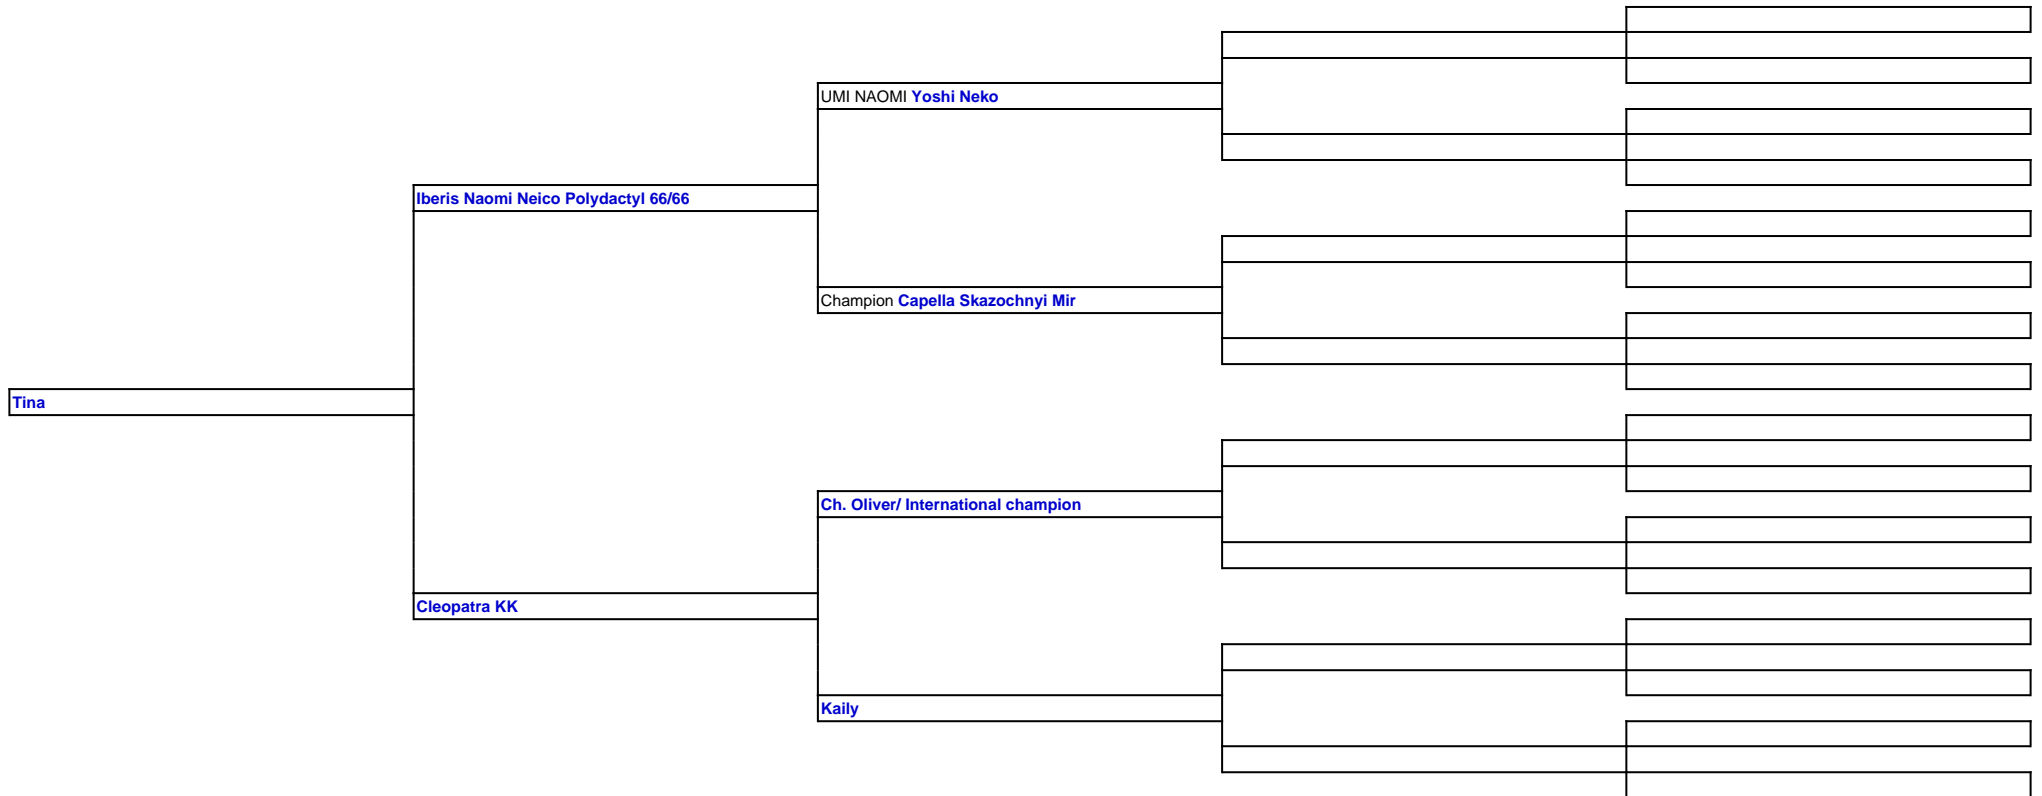 UMI NAOMI Yoshi Neko
Iberis Naomi Neico Polydactyl 66/66
Champion Capella Skazochnyi Mir
Tina
Ch. Oliver/ International champion
Cleopatra KK
Kaily